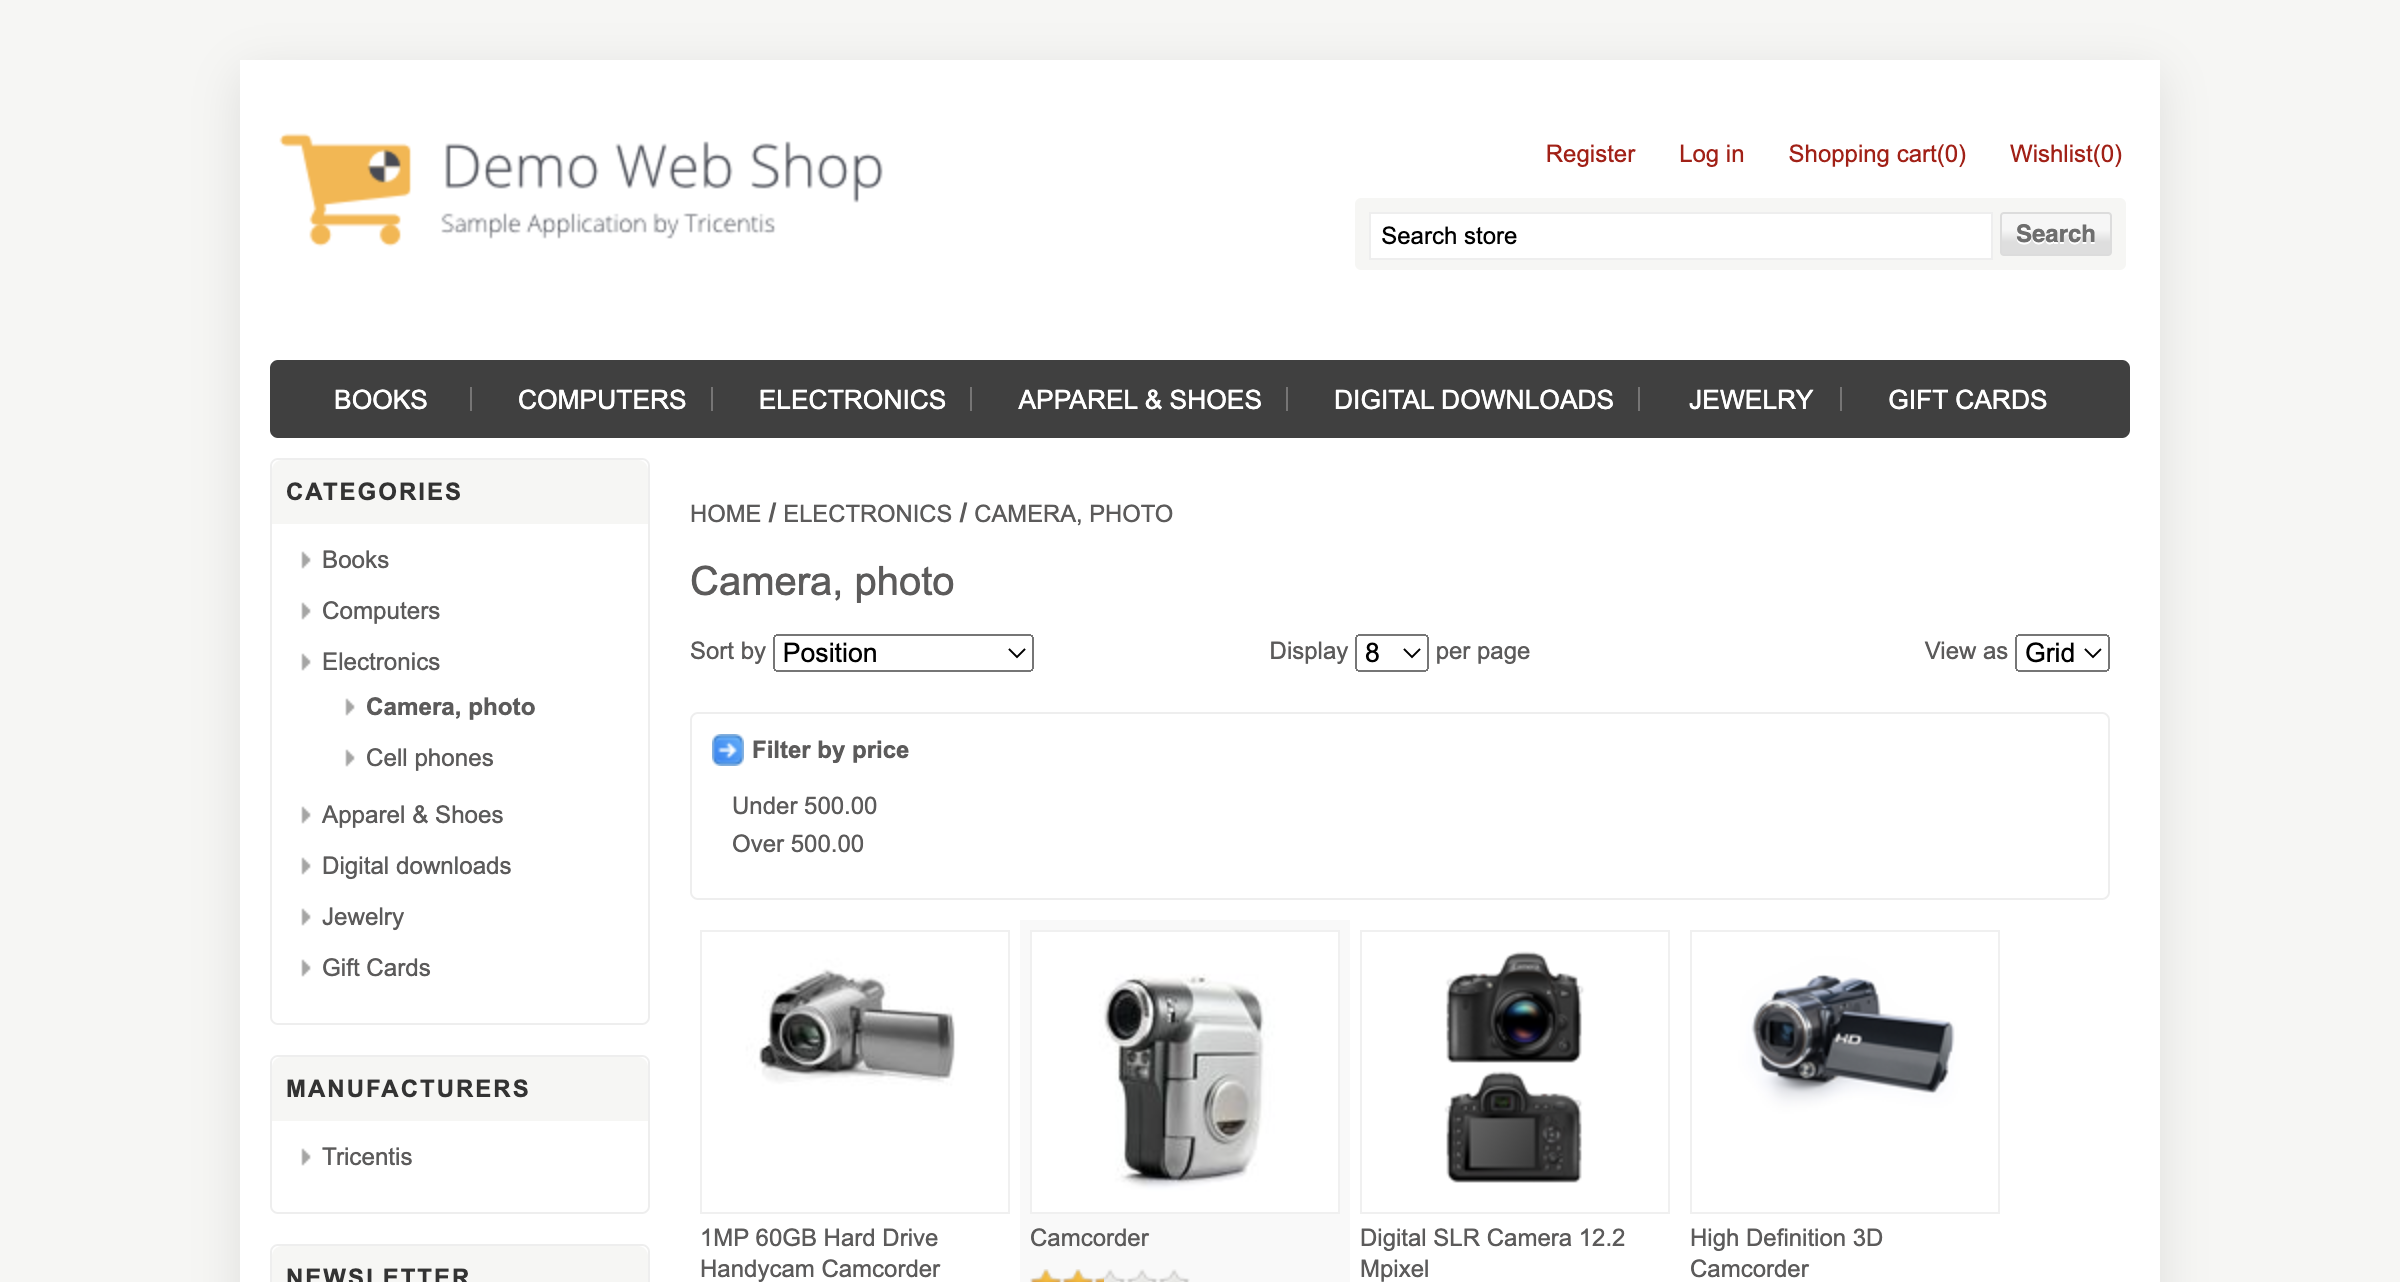 Demo Web Shop
Sample Application by Tricentis
Register Log in Shopping cart(0) Wishlist(0)
Search store Search
BOOKS COMPUTERS ELECTRONICS APPAREL & SHOES DIGITAL DOWNLOADS JEWELRY GIFT CARDS
CATEGORIES
Books
Computers
Electronics
Camera, photo
Cell phones
Apparel & Shoes
Digital downloads
Jewelry
Gift Cards
MANUFACTURERS
Tricentis
NEWSLETTER
HOME / ELECTRONICS / CAMERA, PHOTO
Camera, photo
Sort by Position Display 8 per page View as Grid
Filter by price
Under 500.00
Over 500.00
HD
1MP 60GB Hard Drive
Handycam Camcorder
Camcorder
Digital SLR Camera 12.2
Mpixel
High Definition 3D
Camcorder